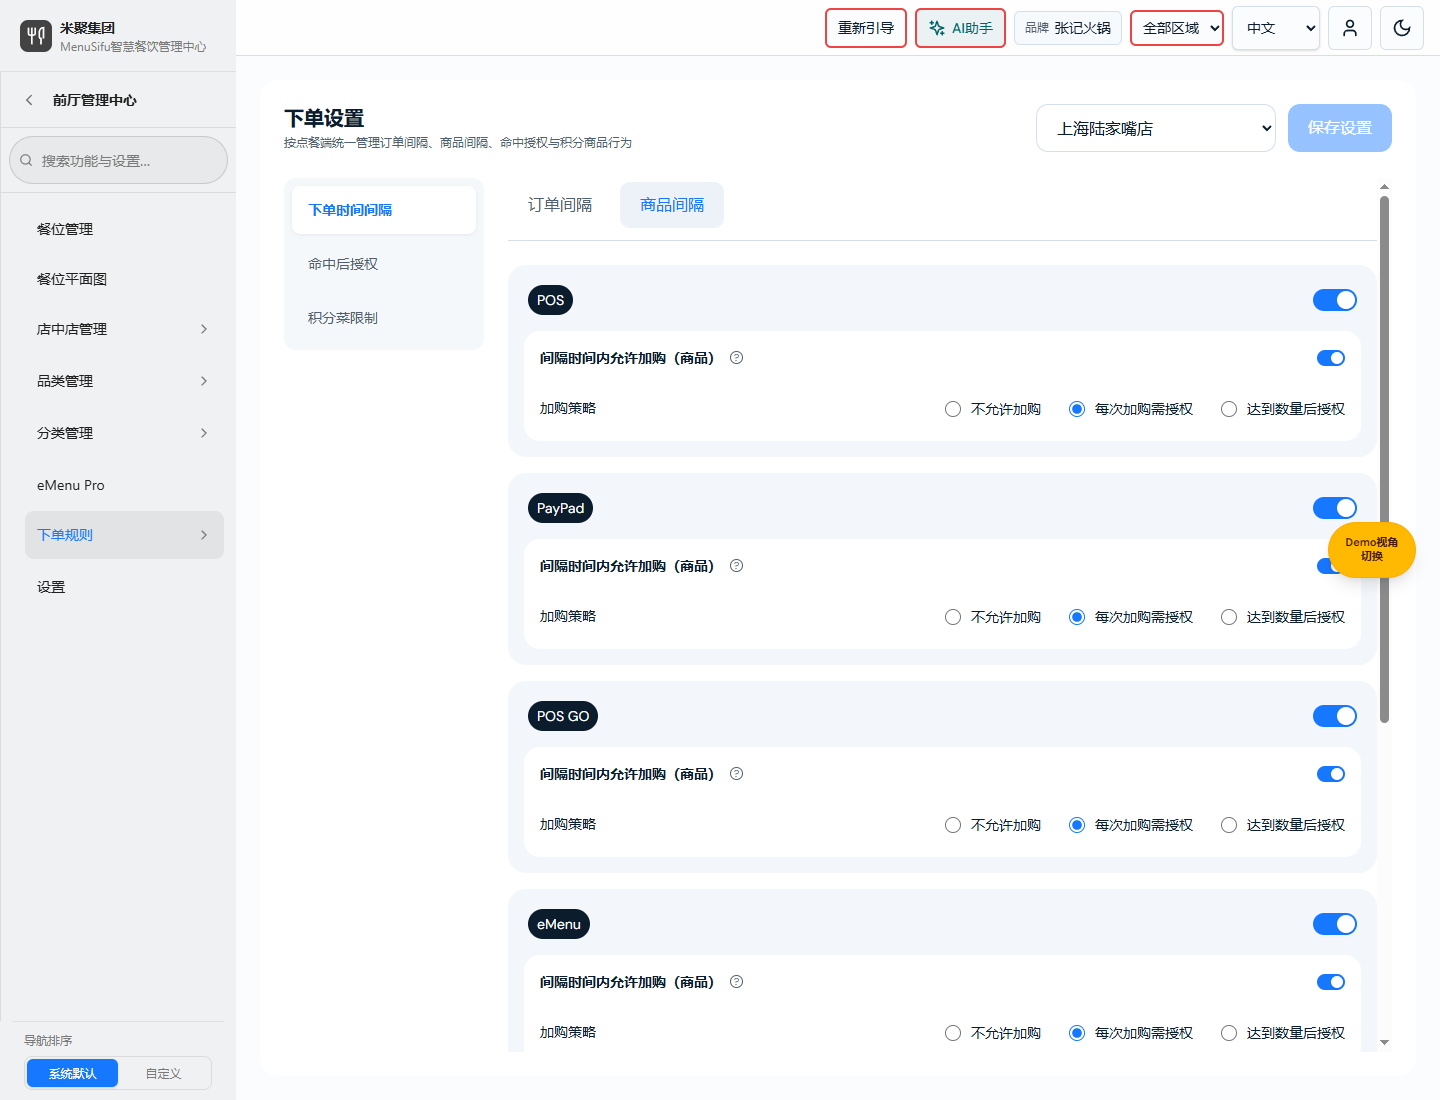 米聚集团
MenuSifu智慧餐饮管理中心
前厅管理中心
搜索功能与设置...
餐位管理
餐位平面图
店中店管理
品类管理
分类管理
eMenu Pro
下单规则
设置
导航排序
系统默认 自定义
重新引导 AI助手 品牌 张记火锅 全部区域 中文
下单设置
按点餐端统一管理订单间隔、商品间隔、命中授权与积分商品行为
上海陆家嘴店 保存设置
下单时间间隔
命中后授权
积分菜限制
订单间隔 商品间隔
POS
间隔时间内允许加购（商品） ?
加购策略 不允许加购 每次加购需授权 达到数量后授权
PayPad
间隔时间内允许加购（商品） ?
加购策略 不允许加购 每次加购需授权 达到数量后授权
POS GO
间隔时间内允许加购（商品） ?
加购策略 不允许加购 每次加购需授权 达到数量后授权
eMenu
间隔时间内允许加购（商品） ?
加购策略 不允许加购 每次加购需授权 达到数量后授权
Demo视角
切换